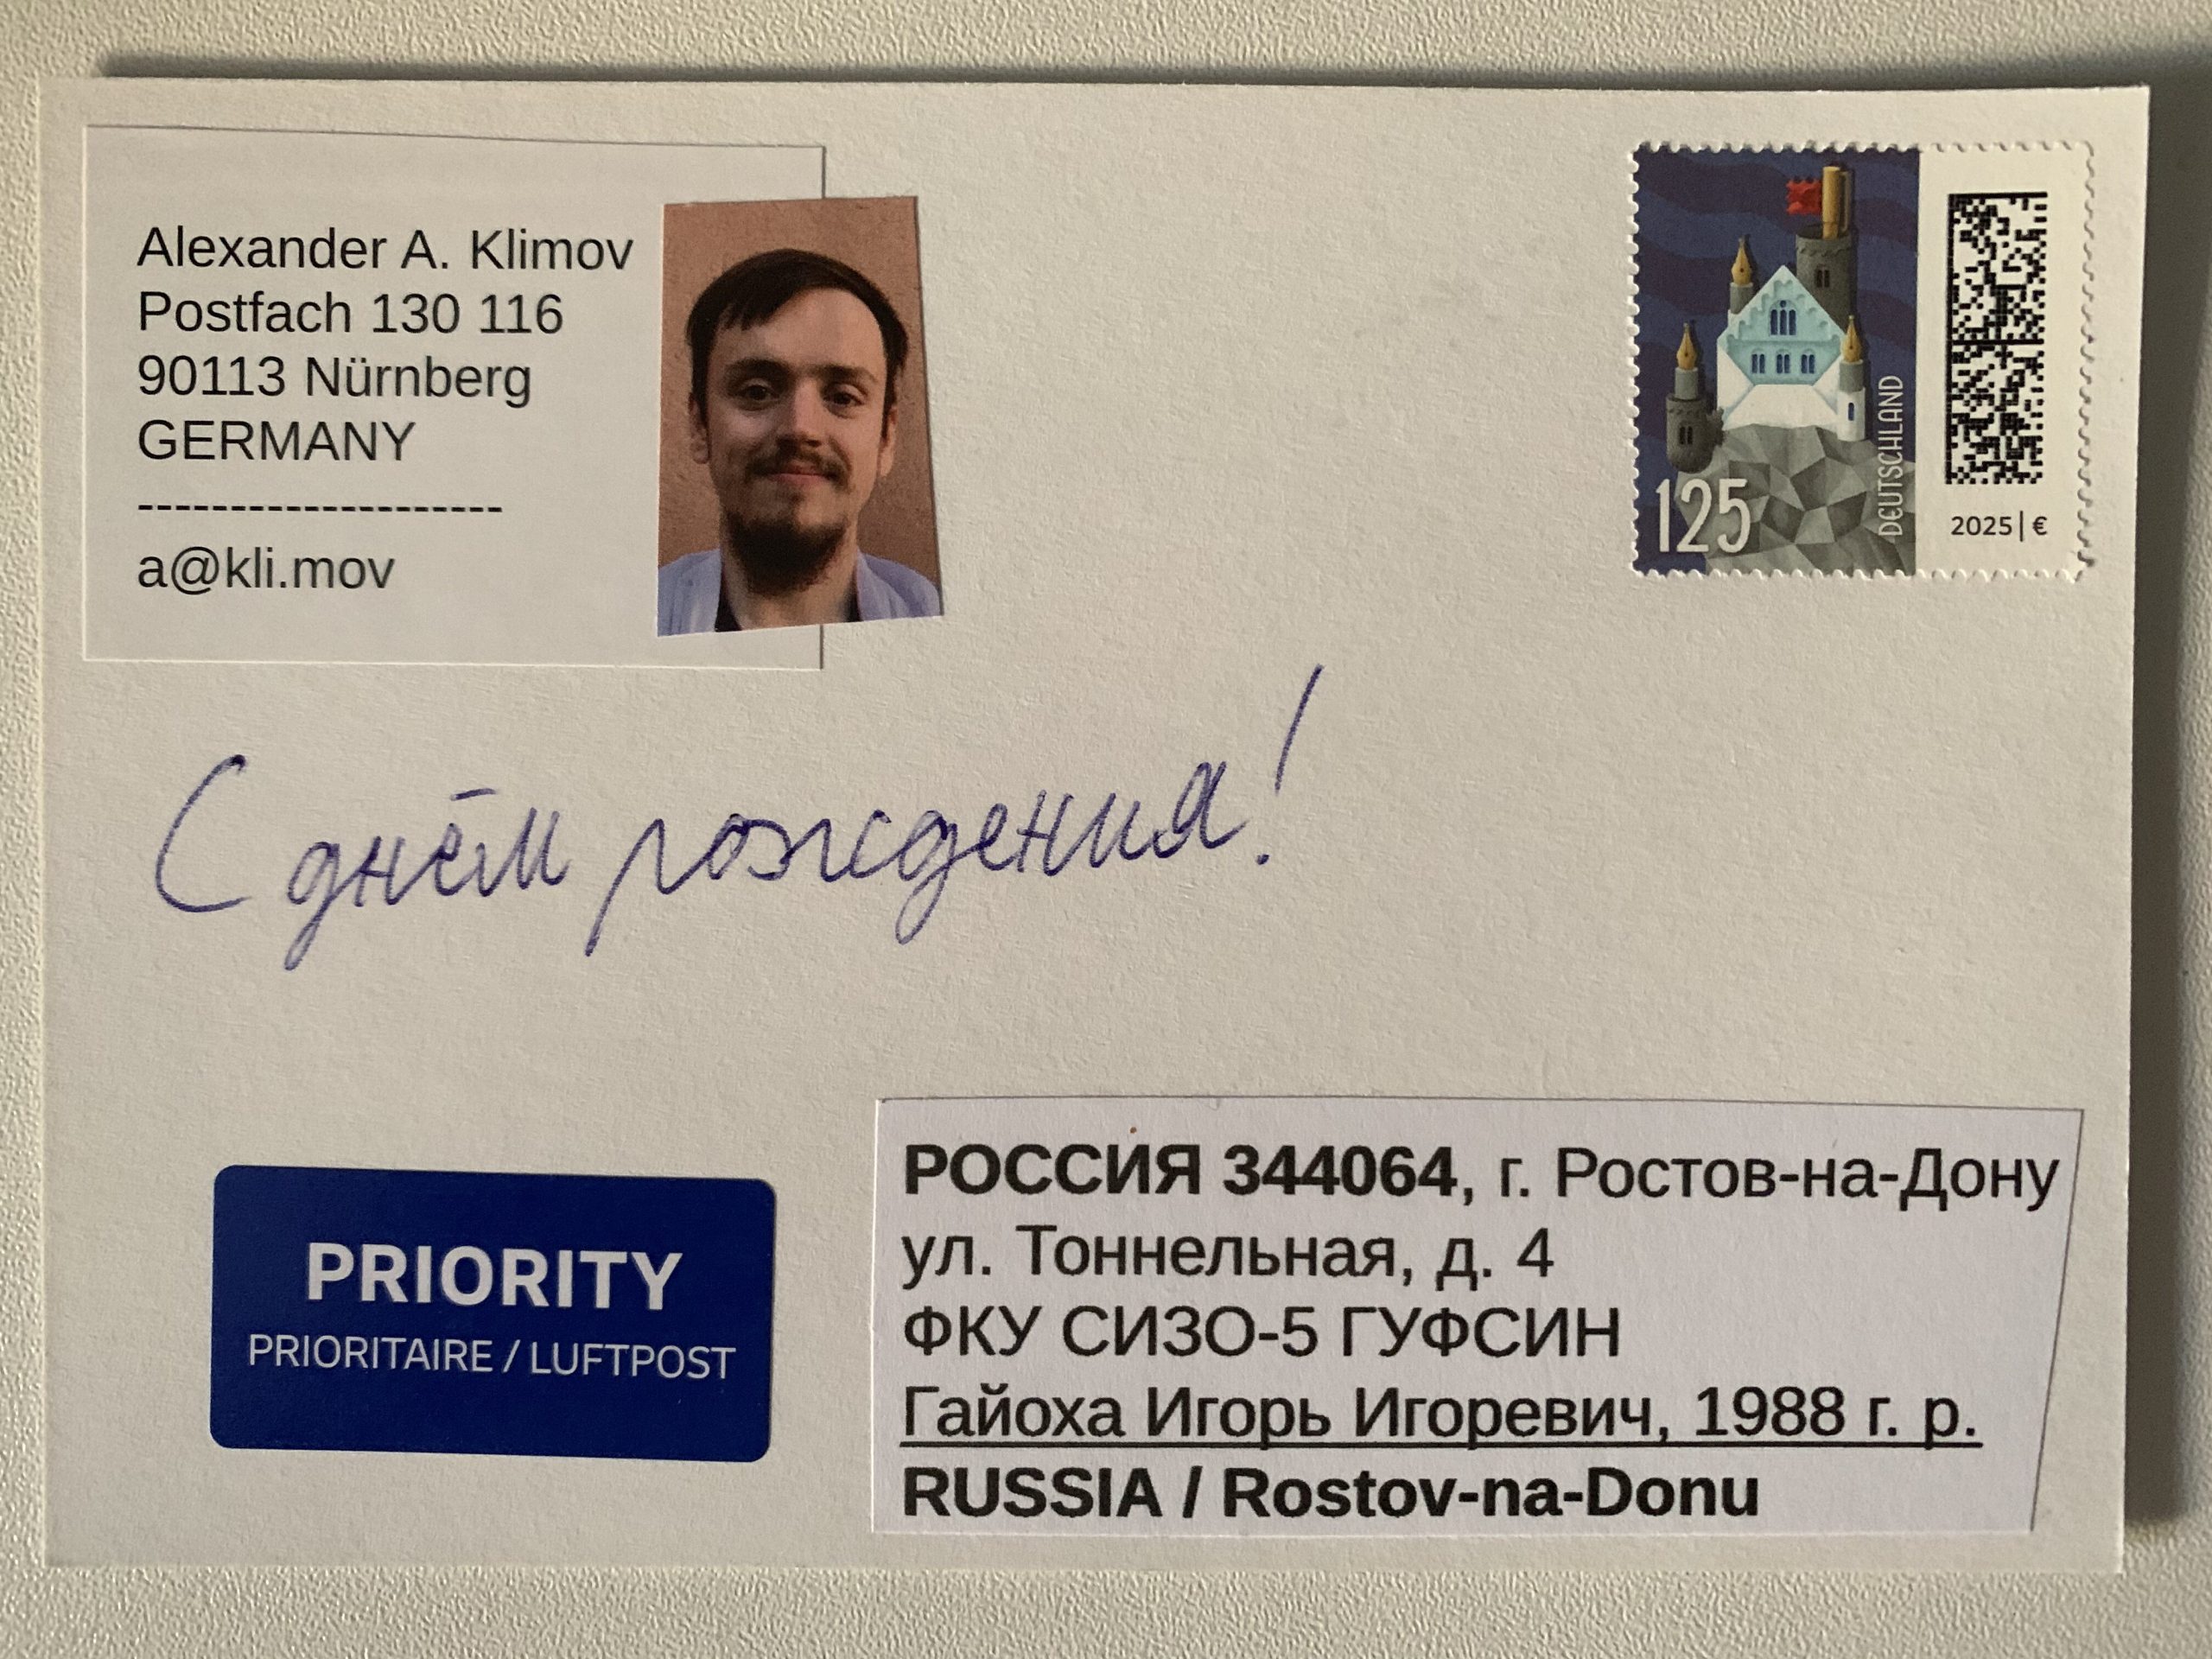 Alexander A. Klimov
Postfach 130 116
90113 Nürnberg
GERMANY
--------------------
a@kli.mov
125
DEUTSCHLAND
2025 | €
С днём рождения!
PRIORITY
PRIORITAIRE / LUFTPOST
РОССИЯ 344064, г. Ростов-на-Дону
ул. Тоннельная, д. 4
ФКУ СИЗО-5 ГУФСИН
Гайоха Игорь Игоревич, 1988 г. р.
RUSSIA / Rostov-na-Donu